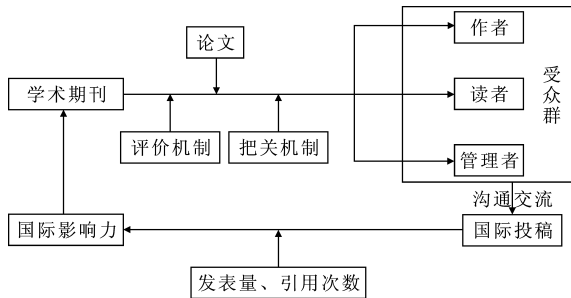 论文
作者
学术期刊
读者
受众群
评价机制
把关机制
管理者
沟通交流
国际影响力
国际投稿
发表量、引用次数